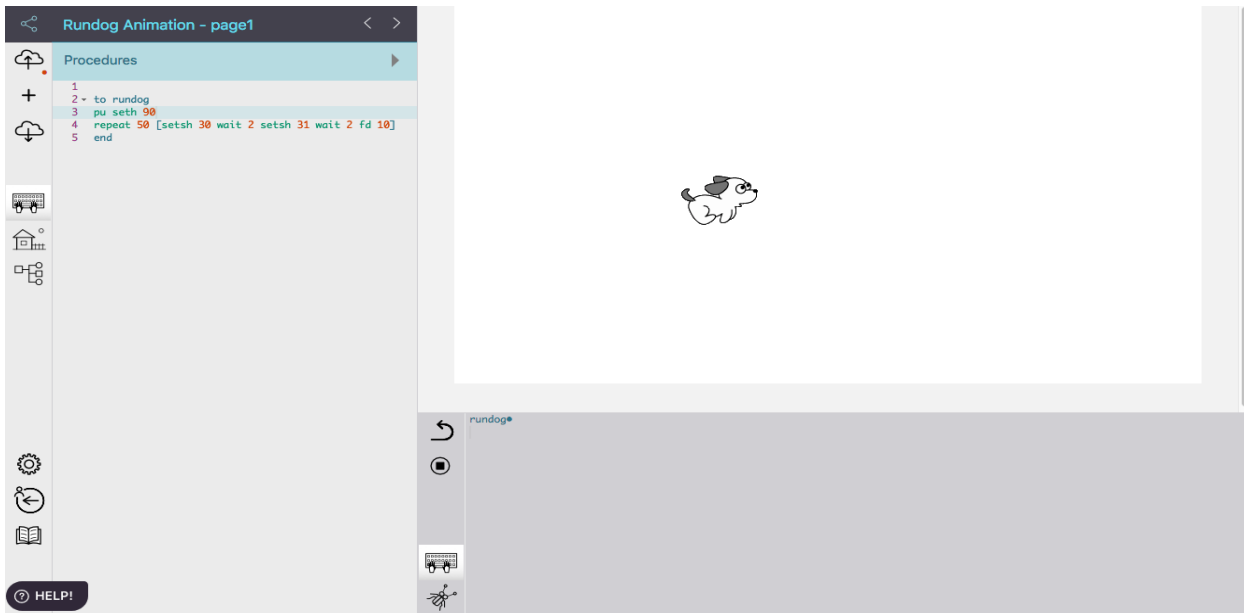 Rundog Animation - page1
Procedures
1
2 to rundog
3 pu seth 90
4 repeat 50 [setsh 30 wait 2 setsh 31 wait 2 fd 10]
5 end
rundog
HELP!